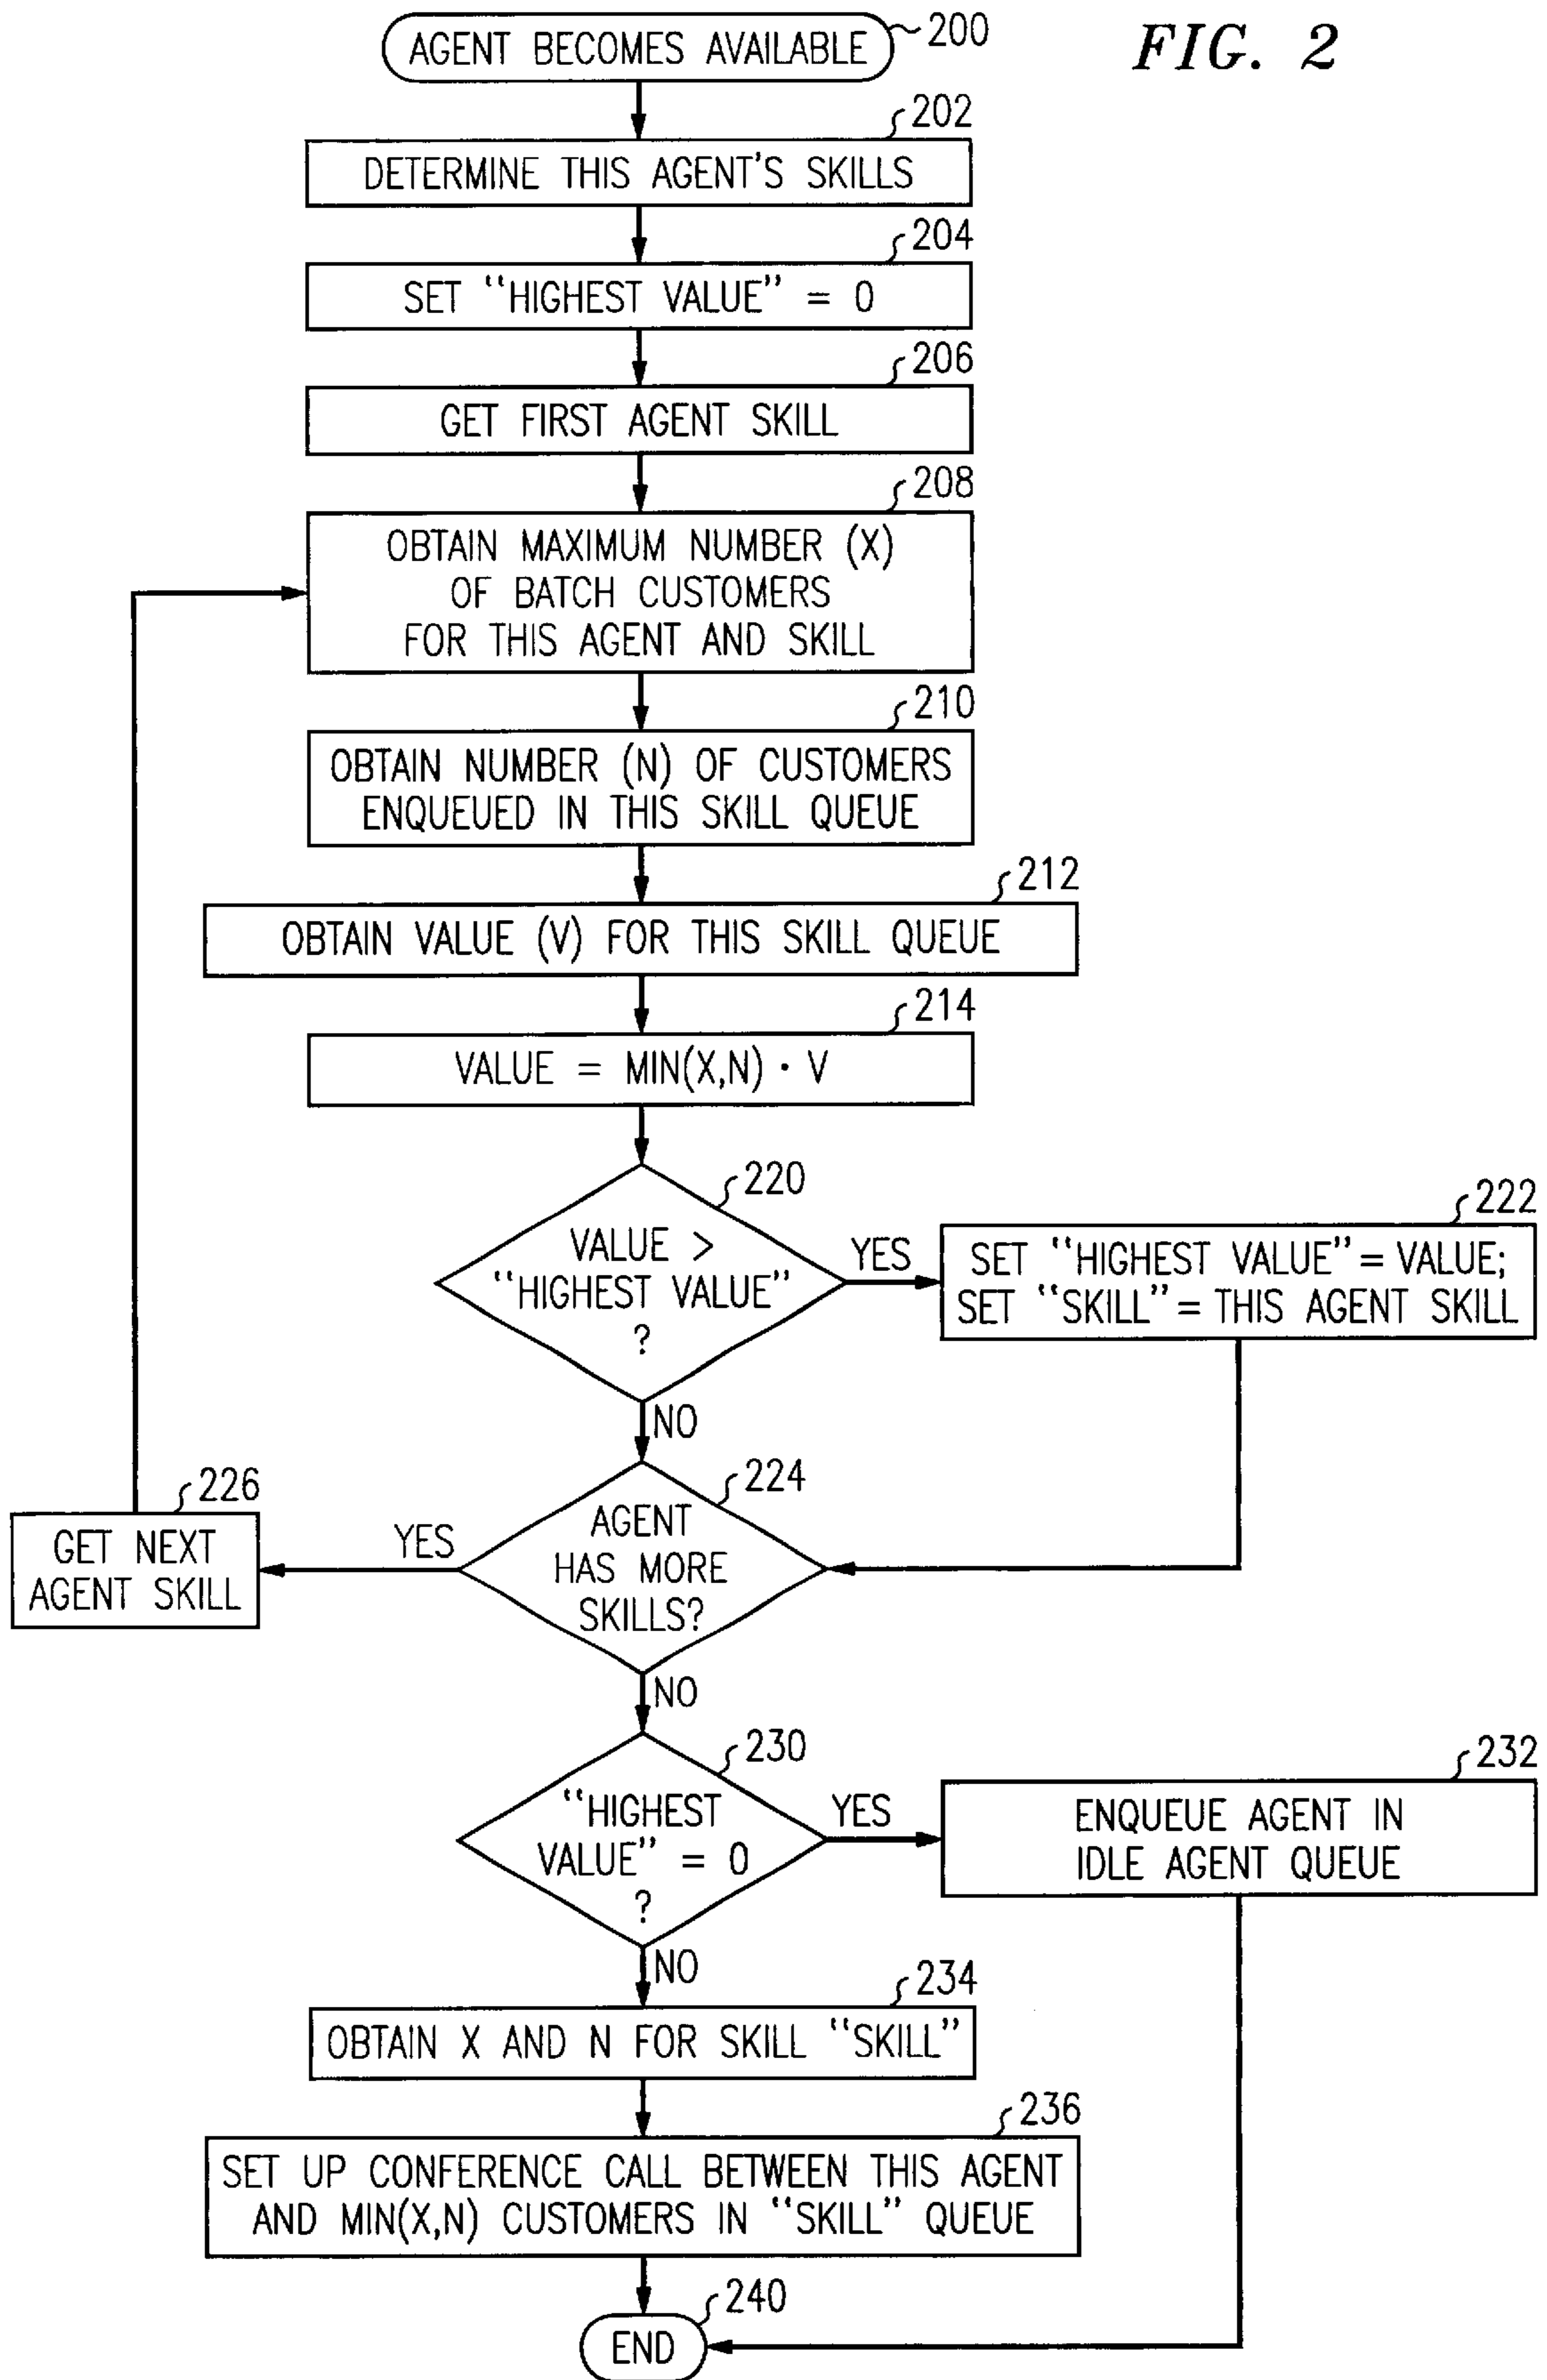 FIG. 2
AGENT BECOMES AVAILABLE
200
202
DETERMINE THIS AGENT'S SKILLS
204
SET "HIGHEST VALUE" = 0
206
GET FIRST AGENT SKILL
208
OBTAIN MAXIMUM NUMBER (X)
OF BATCH CUSTOMERS
FOR THIS AGENT AND SKILL
210
OBTAIN NUMBER (N) OF CUSTOMERS
ENQUEUED IN THIS SKILL QUEUE
212
OBTAIN VALUE (V) FOR THIS SKILL QUEUE
214
VALUE = MIN(X,N) · V
220
VALUE >
"HIGHEST VALUE"
?
YES
222
SET "HIGHEST VALUE" = VALUE;
SET "SKILL" = THIS AGENT SKILL
NO
224
AGENT
HAS MORE
SKILLS?
YES
226
GET NEXT
AGENT SKILL
NO
230
"HIGHEST
VALUE" = 0
?
YES
232
ENQUEUE AGENT IN
IDLE AGENT QUEUE
NO
234
OBTAIN X AND N FOR SKILL "SKILL"
236
SET UP CONFERENCE CALL BETWEEN THIS AGENT
AND MIN(X,N) CUSTOMERS IN "SKILL" QUEUE
240
END